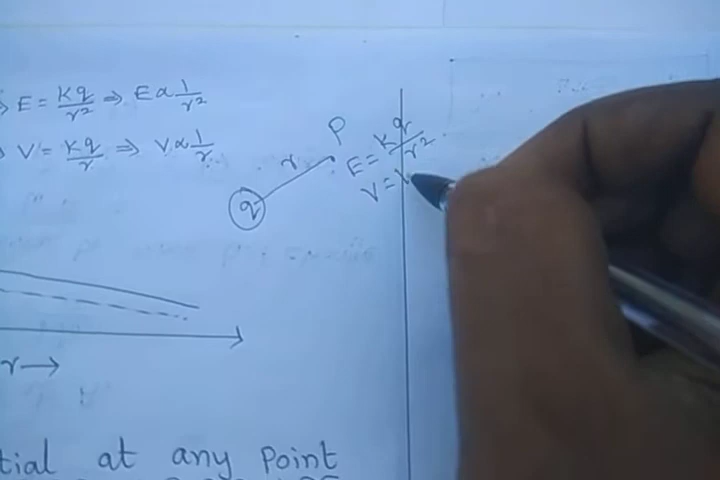 E = Kq/r² ⇒ E ∝ 1/r²
V = Kq/r ⇒ V ∝ 1/r
P
r
q
E = Kq/r²
V =
r →
tial at any point